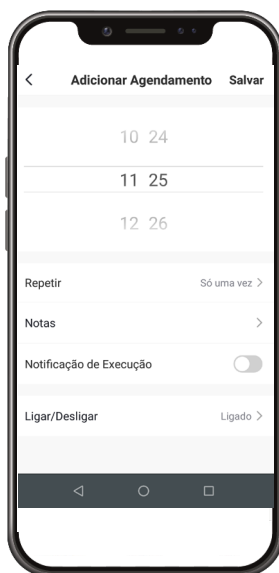 Adicionar Agendamento Salvar
10 24
11 25
12 26
Repetir Só uma vez
Notas
Notificação de Execução
Ligar/Desligar Ligado